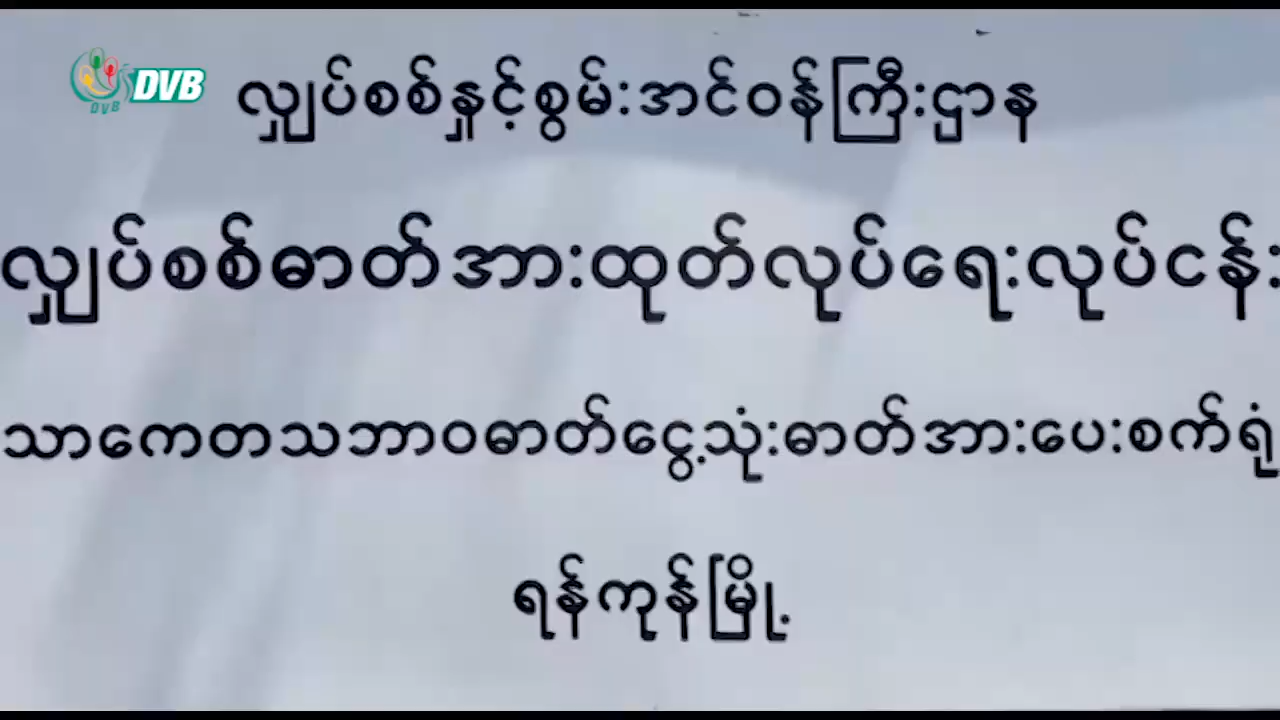 DVB
DVB
လျှပ်စစ်နှင့်စွမ်းအင်ဝန်ကြီးဌာန
လျှပ်စစ်ဓာတ်အားထုတ်လုပ်ရေးလုပ်ငန်း
သာကေတသဘာဝဓာတ်ငွေ့သုံးဓာတ်အားပေးစက်ရုံ
ရန်ကုန်မြို့